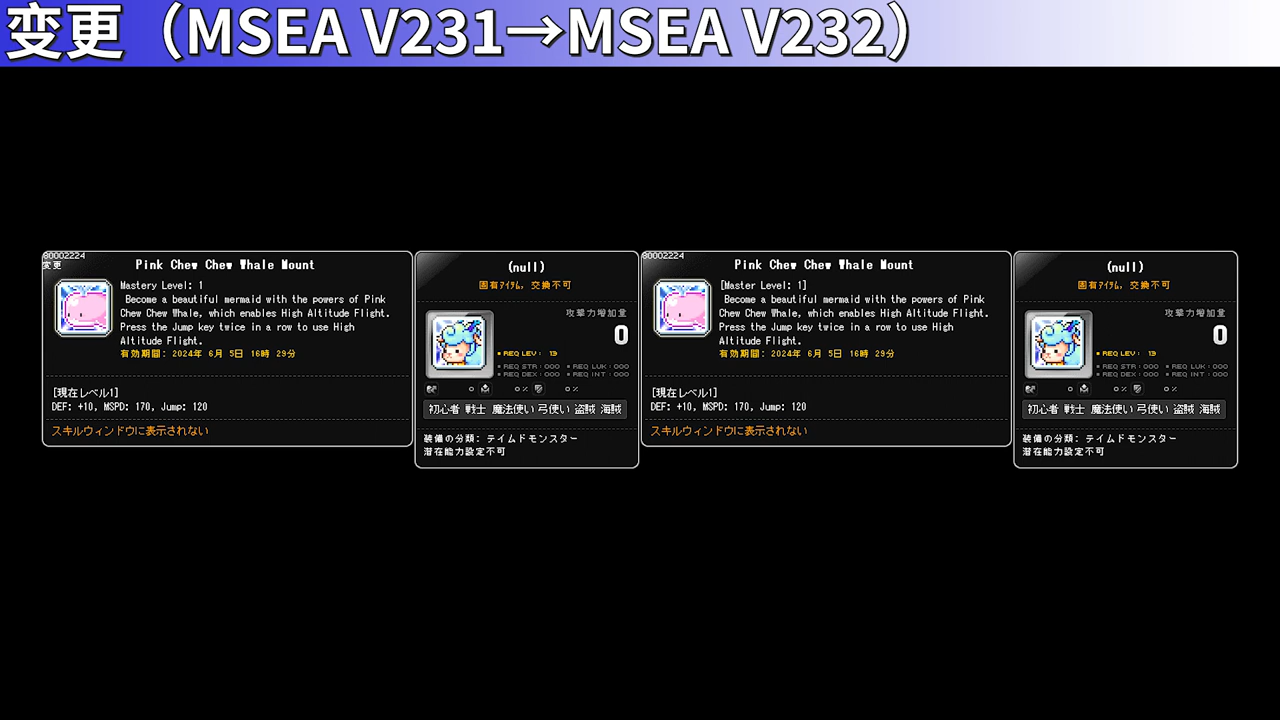 変更（MSEA V231→MSEA V232）
80002224
変更
Pink Chew Chew Whale Mount
Mastery Level: 1
Become a beautiful mermaid with the powers of Pink
Chew Chew Whale, which enables High Altitude Flight.
Press the Jump key twice in a row to use High
Altitude Flight.
有効期間: 2024年 6月 5日 16時 29分
[現在レベル1]
DEF: +10, MSPD: 170, Jump: 120
スキルウィンドウに表示されない
(null)
固有ｱｲﾃﾑ, 交換不可
攻撃力増加量
0
REQ LEV : 13
REQ STR : 000 REQ LUK : 000
REQ DEX : 000 REQ INT : 000
0 0% 0%
初心者 戦士 魔法使い 弓使い 盗賊 海賊
装備の分類: テイムドモンスター
潜在能力設定不可
80002224
Pink Chew Chew Whale Mount
[Master Level: 1]
Become a beautiful mermaid with the powers of Pink
Chew Chew Whale, which enables High Altitude Flight.
Press the Jump key twice in a row to use High
Altitude Flight.
有効期間: 2024年 6月 5日 16時 29分
[現在レベル1]
DEF: +10, MSPD: 170, Jump: 120
スキルウィンドウに表示されない
(null)
固有ｱｲﾃﾑ, 交換不可
攻撃力増加量
0
REQ LEV : 13
REQ STR : 000 REQ LUK : 000
REQ DEX : 000 REQ INT : 000
0 0% 0%
初心者 戦士 魔法使い 弓使い 盗賊 海賊
装備の分類: テイムドモンスター
潜在能力設定不可